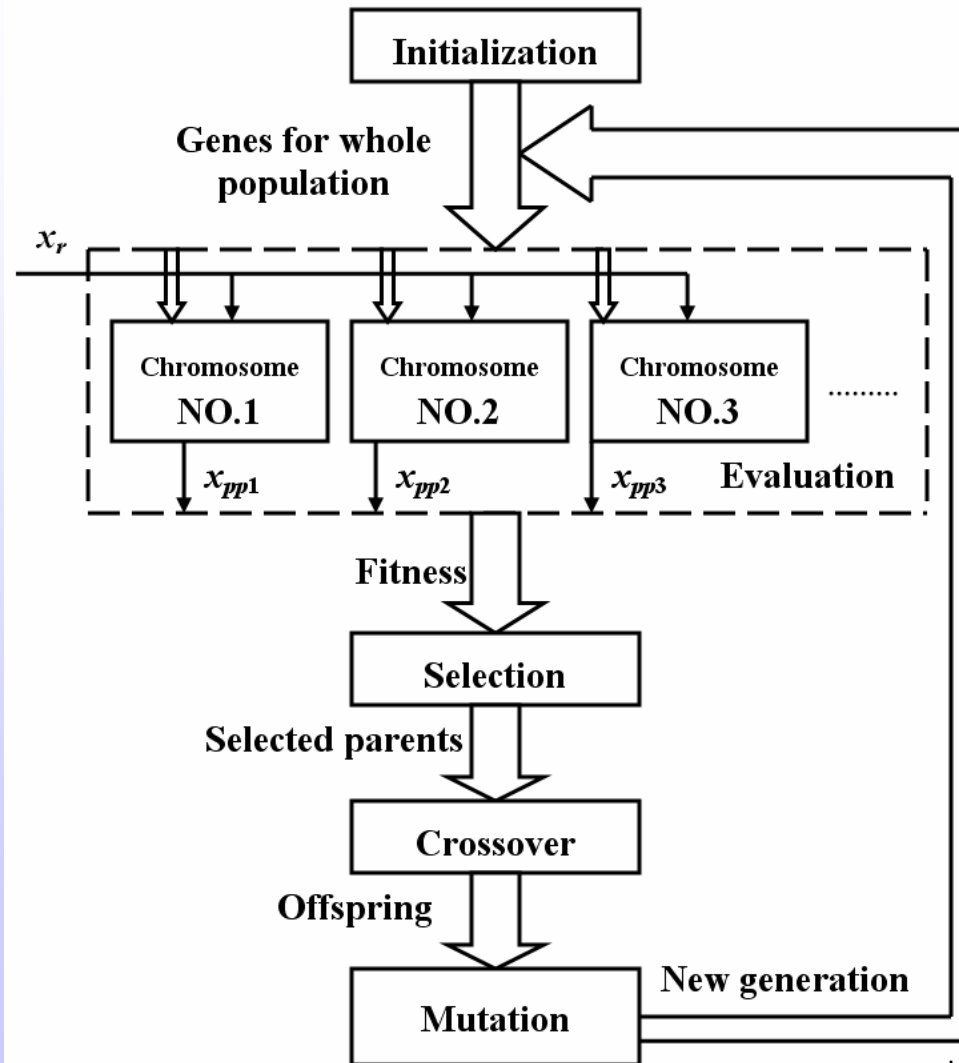 Initialization
Genes for whole
population
x_r
Chromosome
NO.1
Chromosome
NO.2
Chromosome
NO.3
.........
x_pp1
x_pp2
x_pp3
Evaluation
Fitness
Selection
Selected parents
Crossover
Offspring
New generation
Mutation